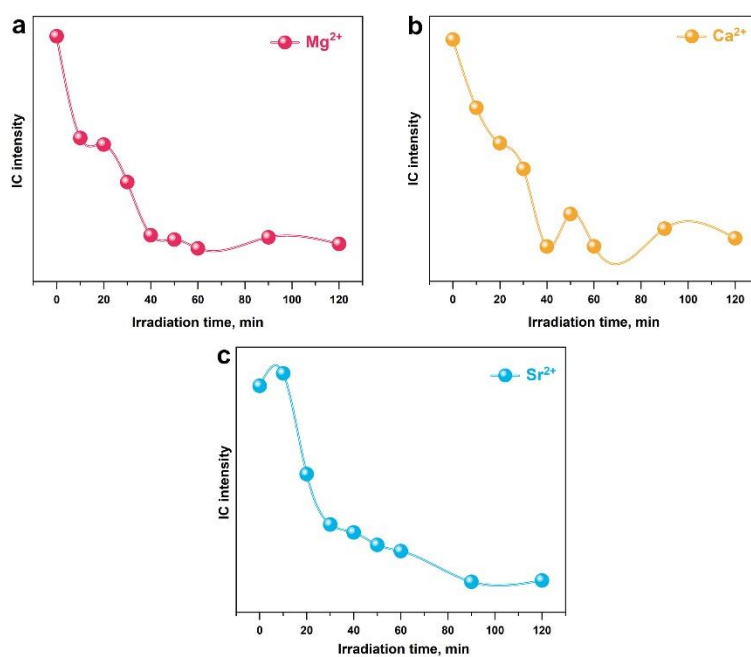 a
Mg²⁺
IC intensity
0 20 40 60 80 100 120
Irradiation time, min
b
Ca²⁺
IC intensity
0 20 40 60 80 100 120
Irradiation time, min
c
Sr²⁺
IC intensity
0 20 40 60 80 100 120
Irradiation time, min